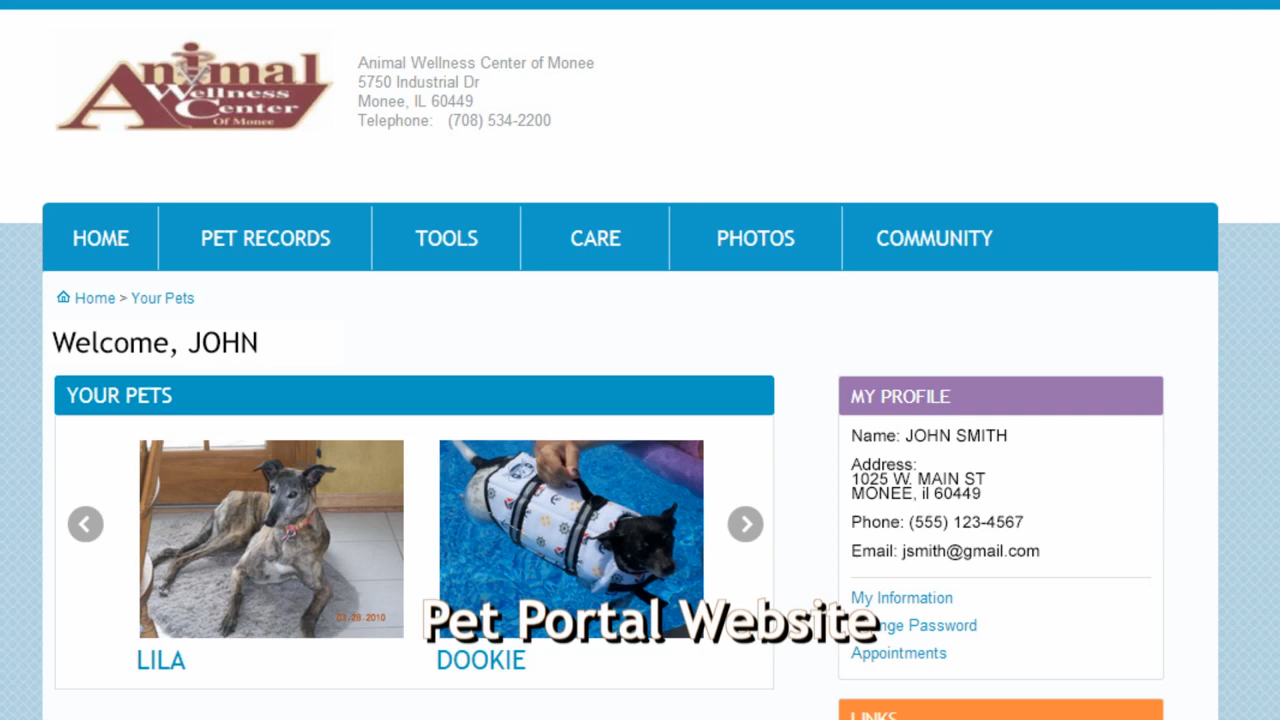 Animal
Wellness
Center
Of Monee
Animal Wellness Center of Monee
5750 Industrial Dr
Monee, IL 60449
Telephone: (708) 534-2200
HOME
PET RECORDS
TOOLS
CARE
PHOTOS
COMMUNITY
Home > Your Pets
Welcome, JOHN
YOUR PETS
03-28-2010
LILA
DOOKIE
MY PROFILE
Name: JOHN SMITH
Address:
1025 W. MAIN ST
MONEE, il 60449
Phone: (555) 123-4567
Email: jsmith@gmail.com
My Information
nge Password
Appointments
Pet Portal Website
LINKS